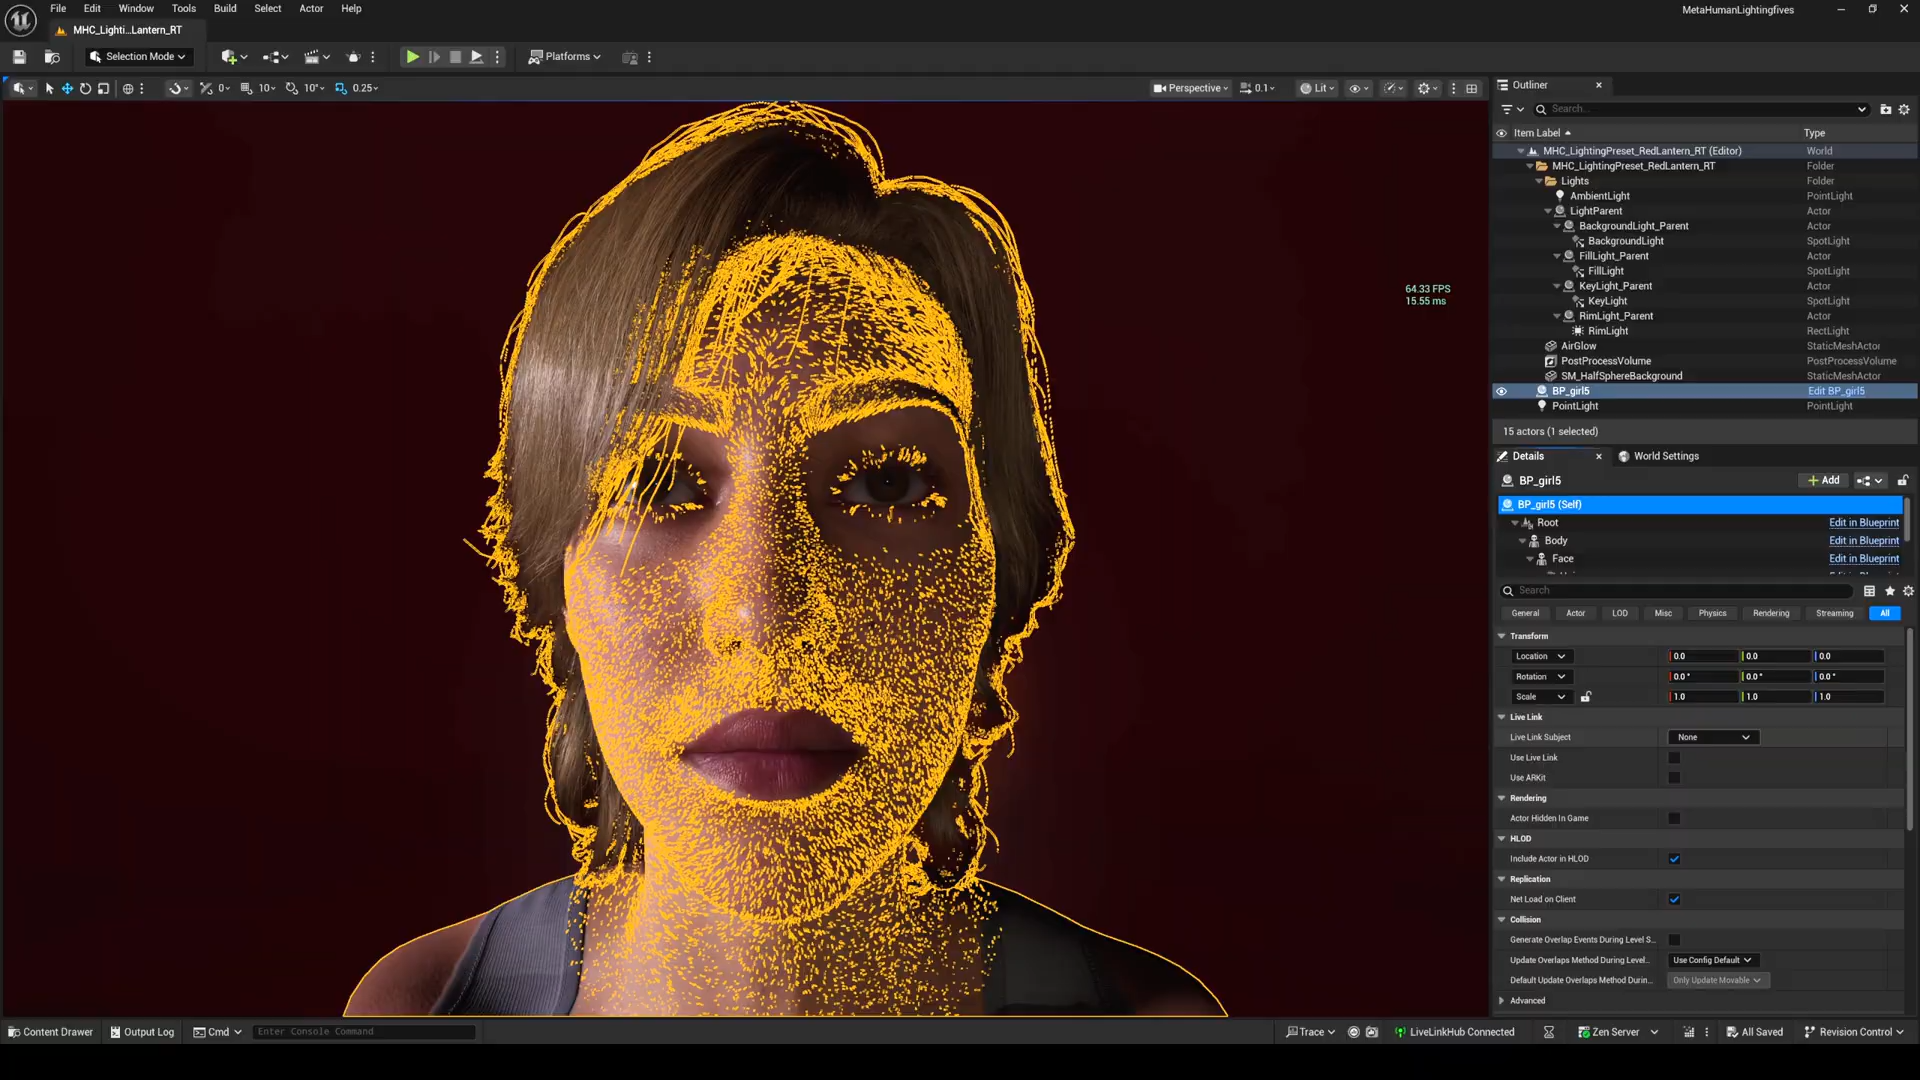 File Edit Window Tools Build Select Actor Help
MetaHumanLightingfives
MHC_Lighti...Lantern_RT
Selection Mode
Platforms
0
10
10°
0.25
Perspective
0.1
Lit
64.33 FPS
15.55 ms
Outliner
Search...
Item Label Type
MHC_LightingPreset_RedLantern_RT (Editor) World
MHC_LightingPreset_RedLantern_RT Folder
Lights Folder
AmbientLight PointLight
LightParent Actor
BackgroundLight_Parent Actor
BackgroundLight SpotLight
FillLight_Parent Actor
FillLight SpotLight
KeyLight_Parent Actor
KeyLight SpotLight
RimLight_Parent Actor
RimLight RectLight
AirGlow StaticMeshActor
PostProcessVolume PostProcessVolume
SM_HalfSphereBackground StaticMeshActor
BP_girl5 Edit BP_girl5
PointLight PointLight
15 actors (1 selected)
Details World Settings
BP_girl5 Add
BP_girl5 (Self)
Root Edit in Blueprint
Body Edit in Blueprint
Face Edit in Blueprint
Search
General Actor LOD Misc Physics Rendering Streaming All
Transform
Location 0.0 0.0 0.0
Rotation 0.0° 0.0° 0.0°
Scale 1.0 1.0 1.0
Live Link
Live Link Subject None
Use Live Link
Use ARKit
Rendering
Actor Hidden In Game
HLOD
Include Actor in HLOD
Replication
Net Load on Client
Collision
Generate Overlap Events During Level S...
Update Overlaps Method During Level... Use Config Default
Default Update Overlaps Method Durin... Only Update Movable
Advanced
Content Drawer Output Log Cmd Enter Console Command
Trace LiveLinkHub Connected Zen Server All Saved Revision Control